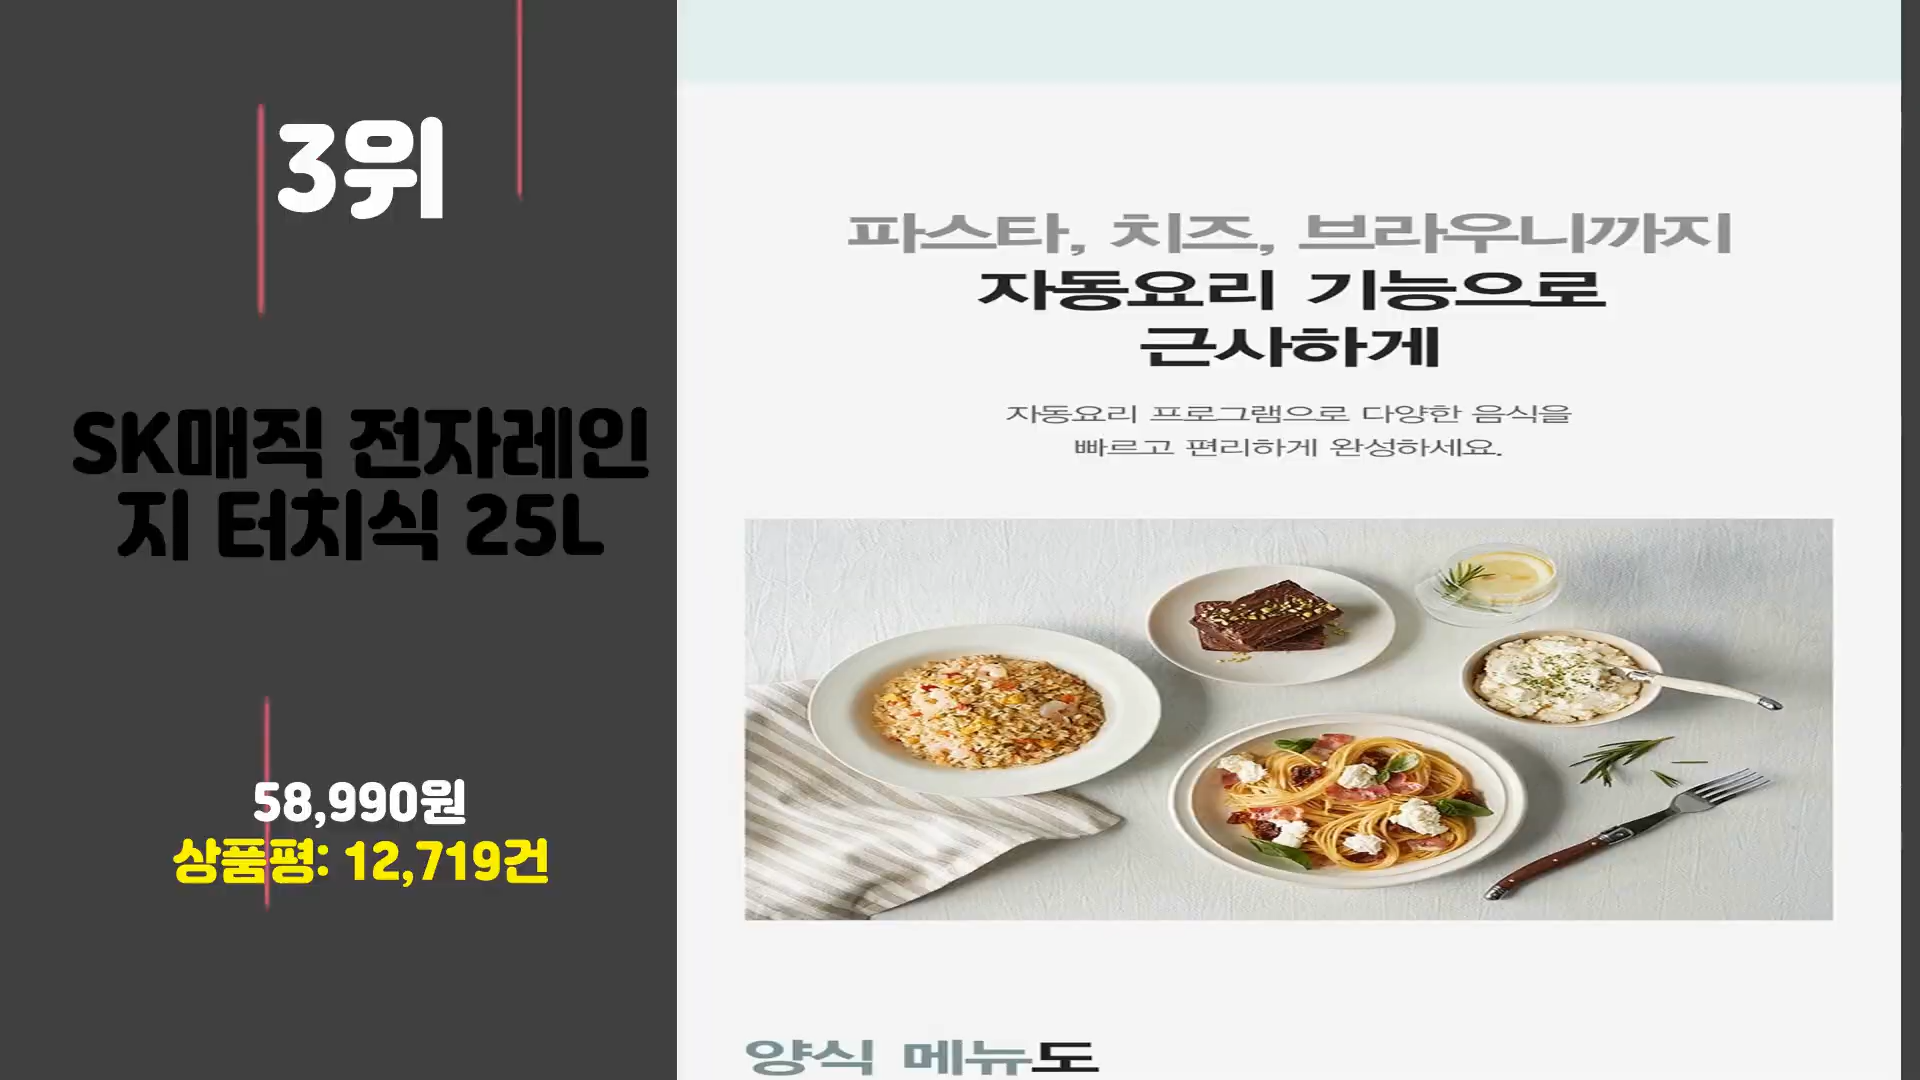 3위
SK매직 전자레인
지 터치식 25L
58,990원
상품평: 12,719건
파스타, 치즈, 브라우니까지
자동요리 기능으로
근사하게
자동요리 프로그램으로 다양한 음식을
빠르고 편리하게 완성하세요.
양식 메뉴도